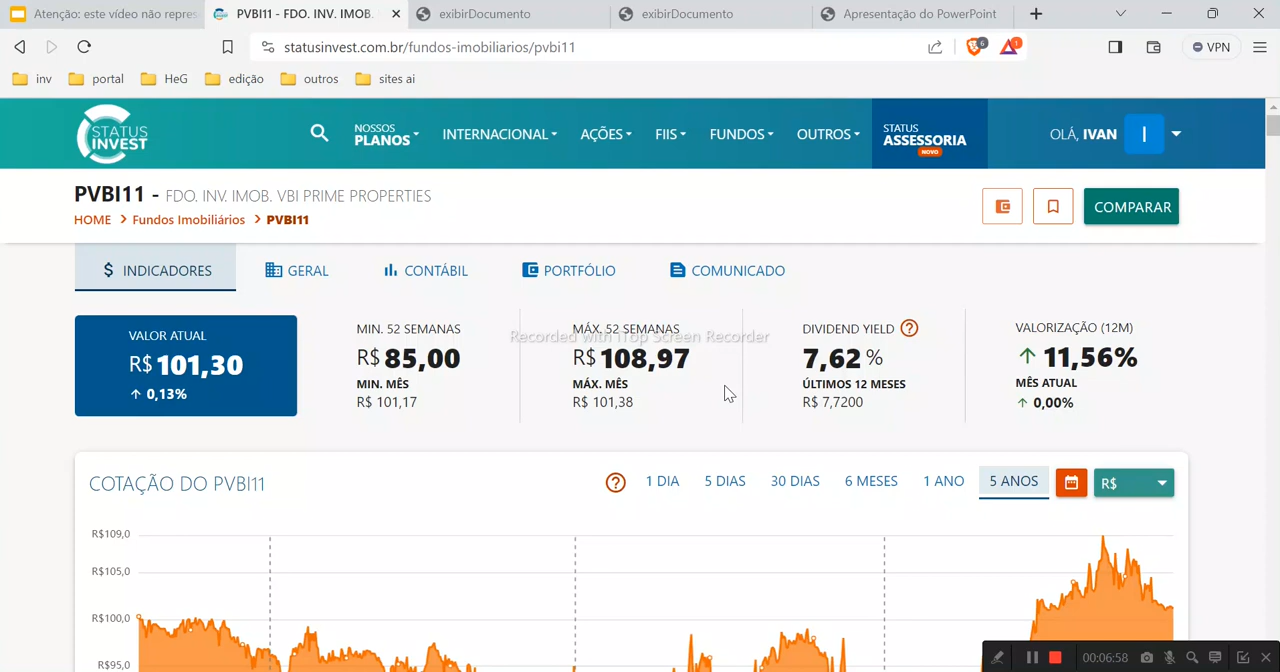 Atenção: este vídeo não repres
PVBI11 - FDO. INV. IMOB.
exibirDocumento
exibirDocumento
Apresentação do PowerPoint
statusinvest.com.br/fundos-imobiliarios/pvbi11
6
1
VPN
inv
portal
HeG
edição
outros
sites ai
STATUS
INVEST
NOSSOS
PLANOS
INTERNACIONAL
AÇÕES
FIIS
FUNDOS
OUTROS
STATUS
ASSESSORIA
NOVO
OLÁ, IVAN
I
PVBI11 - FDO. INV. IMOB. VBI PRIME PROPERTIES
HOME > Fundos Imobiliários > PVBI11
COMPARAR
$ INDICADORES
GERAL
CONTÁBIL
PORTFÓLIO
COMUNICADO
VALOR ATUAL
R$ 101,30
↑ 0,13%
MIN. 52 SEMANAS
R$ 85,00
MIN. MÊS
R$ 101,17
MÁX. 52 SEMANAS
R$ 108,97
MÁX. MÊS
R$ 101,38
DIVIDEND YIELD ?
7,62 %
ÚLTIMOS 12 MESES
R$ 7,7200
VALORIZAÇÃO (12M)
↑ 11,56%
MÊS ATUAL
↑ 0,00%
Recorded with iTop Screen Recorder
COTAÇÃO DO PVBI11
?
1 DIA
5 DIAS
30 DIAS
6 MESES
1 ANO
5 ANOS
R$
R$109,0
R$105,0
R$100,0
R$95,0
00:06:58